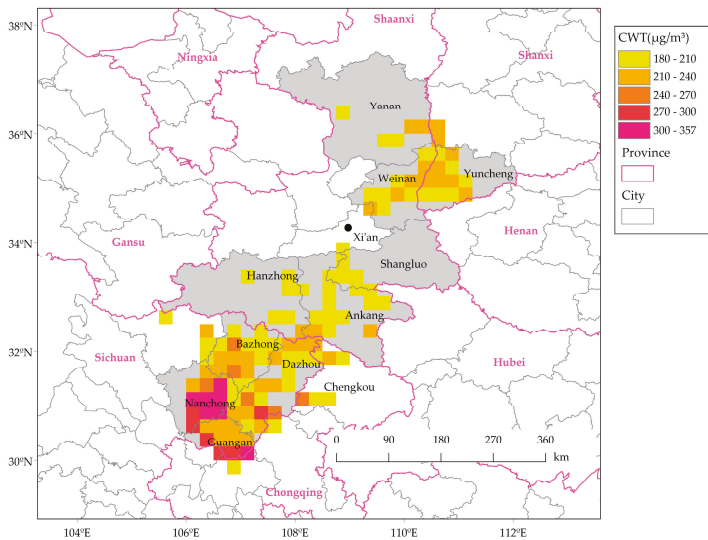 38°N
36°N
34°N
32°N
30°N
104°E
106°E
108°E
110°E
112°E
Shaanxi
Ningxia
Shanxi
Yanan
Weinan
Yuncheng
Xi'an
Gansu
Henan
Shangluo
Hanzhong
Ankang
Bazhong
Sichuan
Dazhou
Hubei
Chengkou
Nanchong
Guangan
Chongqing
0 90 180 270 360
km
CWT(μg/m³)
180 - 210
210 - 240
240 - 270
270 - 300
300 - 357
Province
City